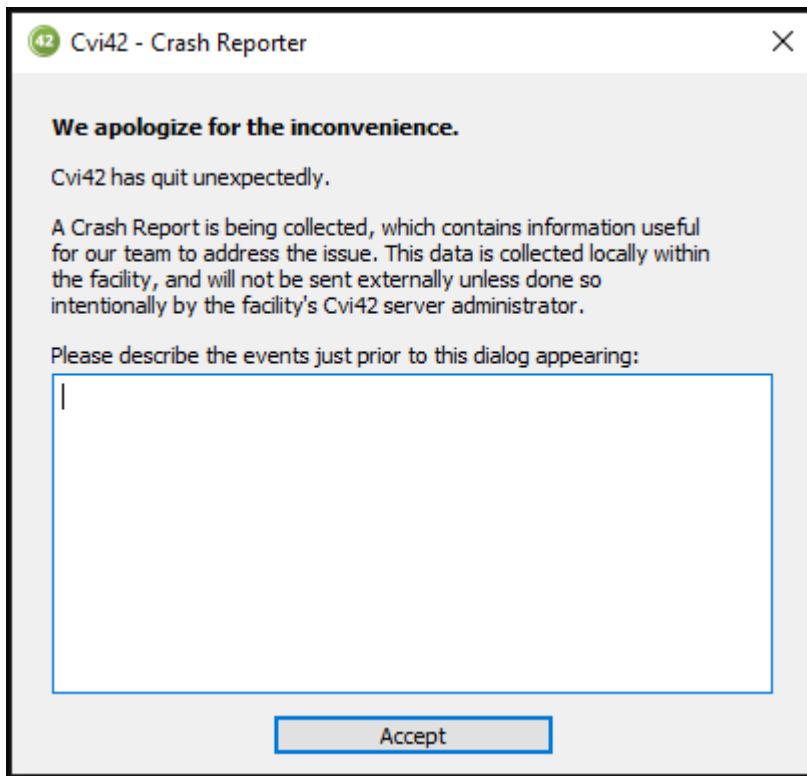 42 Cvi42 - Crash Reporter
We apologize for the inconvenience.
Cvi42 has quit unexpectedly.
A Crash Report is being collected, which contains information useful
for our team to address the issue. This data is collected locally within
the facility, and will not be sent externally unless done so
intentionally by the facility's Cvi42 server administrator.
Please describe the events just prior to this dialog appearing:
Accept